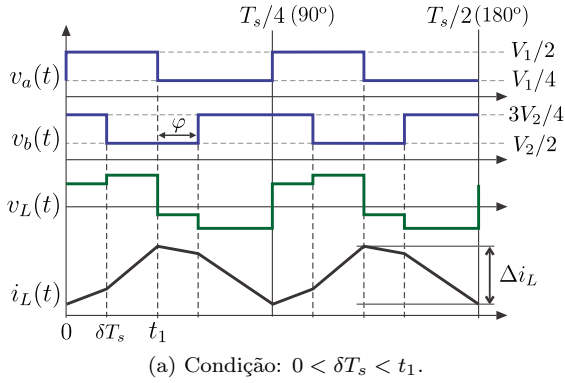 T_s/4 (90º) T_s/2 (180º)
v_a(t) V_1/2
V_1/4
v_b(t) φ 3V_2/4
V_2/2
v_L(t)
i_L(t) Δi_L
0 δT_s t_1
(a) Condição: 0 < δT_s < t_1.